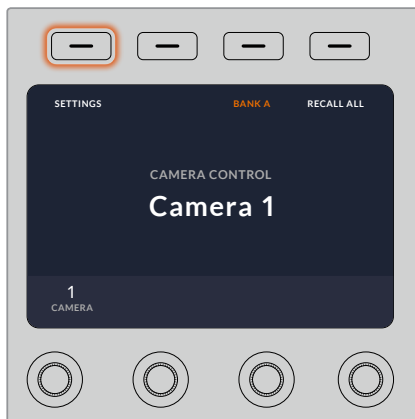 SETTINGS BANK A RECALL ALL
CAMERA CONTROL
Camera 1
1
CAMERA